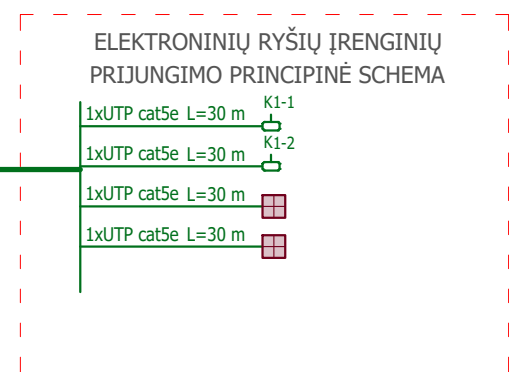 ELEKTRONINIŲ RYŠIŲ ĮRENGINIŲ
PRIJUNGIMO PRINCIPINĖ SCHEMA
1xUTP cat5e L=30 m K1-1
1xUTP cat5e L=30 m K1-2
1xUTP cat5e L=30 m
1xUTP cat5e L=30 m